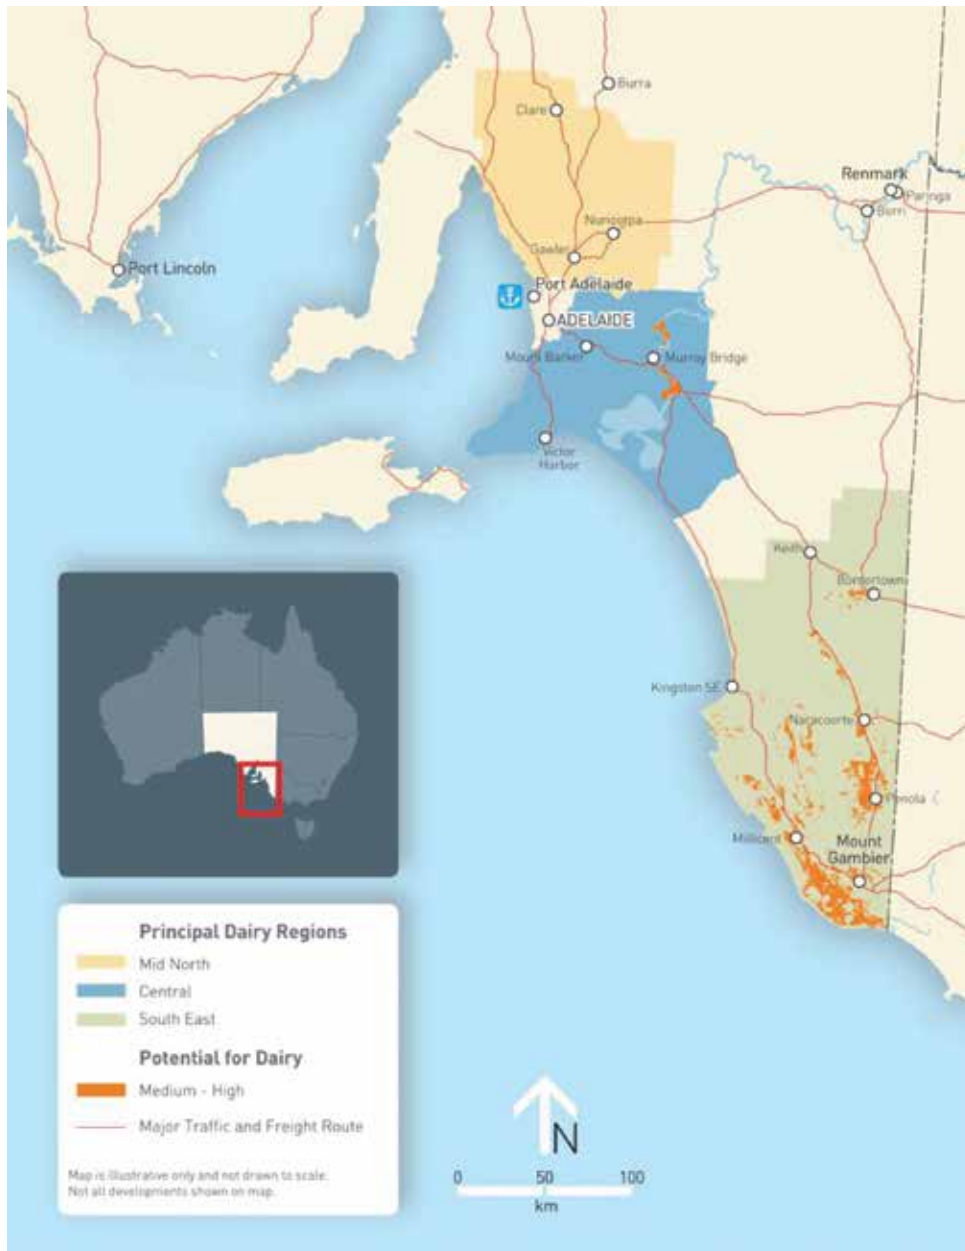 Burra
Clare
Renmark
Paringa
Berri
Nuriootpa
Gawler
Port Lincoln
Port Adelaide
ADELAIDE
Mount Barker
Murray Bridge
Victor
Harbor
Keith
Bordertown
Kingston SE
Naracoorte
Penola
Millicent
Mount
Gambier
Principal Dairy Regions
Mid North
Central
South East
Potential for Dairy
Medium - High
Major Traffic and Freight Route
Map is illustrative only and not drawn to scale.
Not all developments shown on map.
N
0 50 100
km